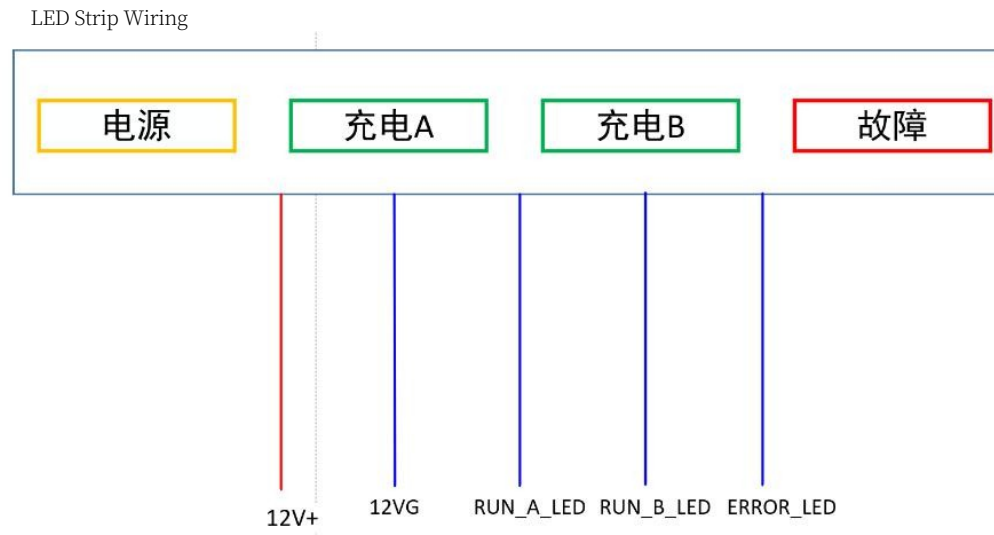 LED Strip Wiring
电源 充电A 充电B 故障
12V+ 12VG RUN_A_LED RUN_B_LED ERROR_LED